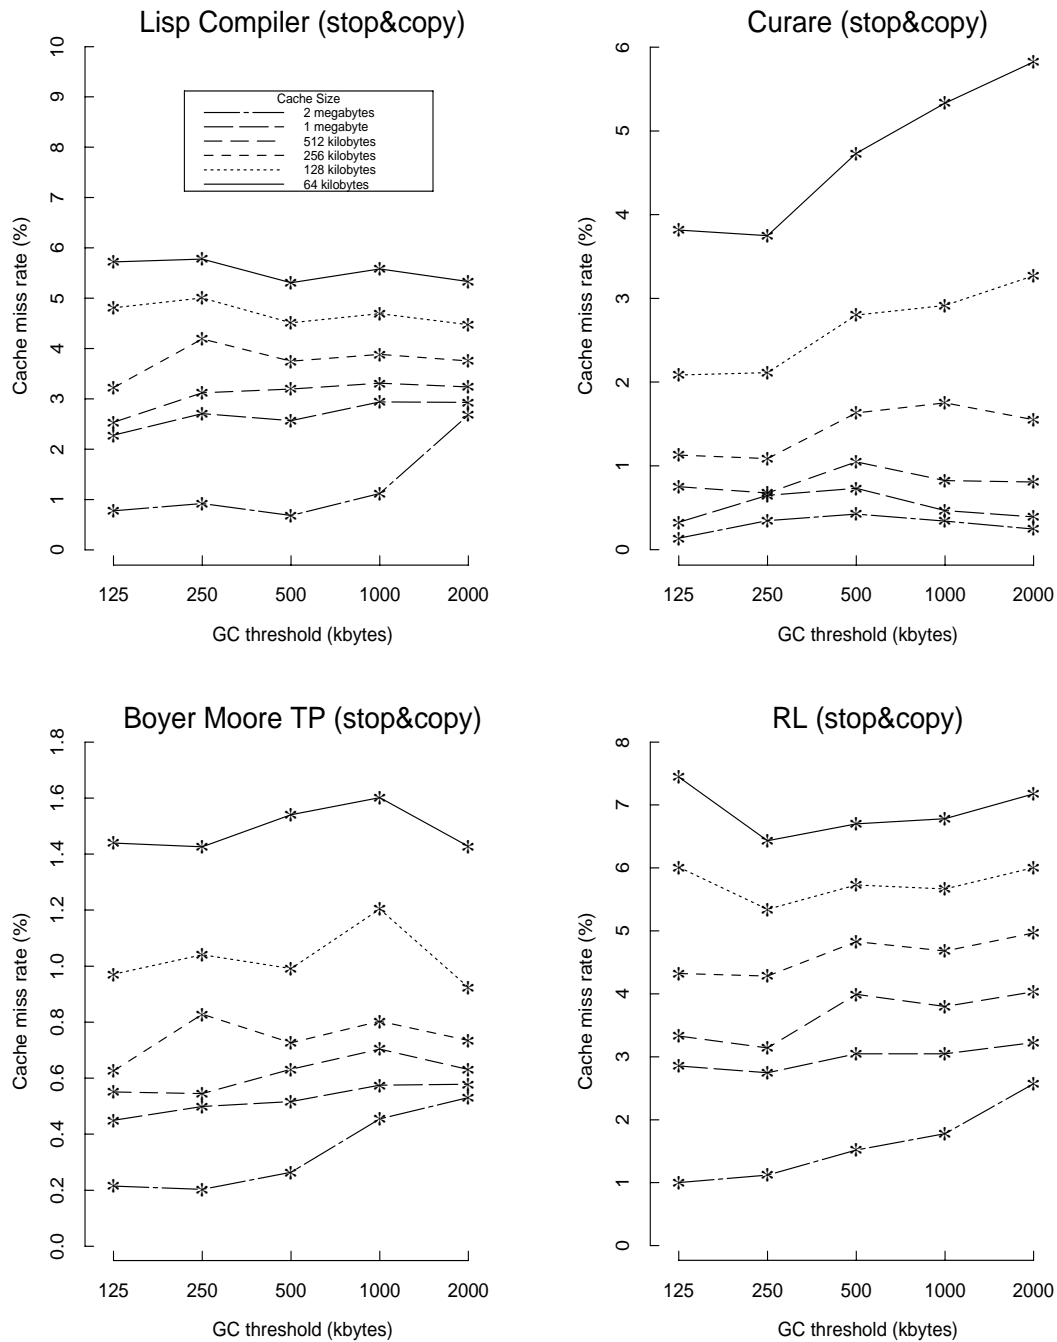 Lisp Compiler (stop&copy)
Cache miss rate (%)
10
9
8
7
6
5
4
3
2
1
0
Cache Size
2 megabytes
1 megabyte
512 kilobytes
256 kilobytes
128 kilobytes
64 kilobytes
125 250 500 1000 2000
GC threshold (kbytes)
Curare (stop&copy)
Cache miss rate (%)
6
5
4
3
2
1
0
125 250 500 1000 2000
GC threshold (kbytes)
Boyer Moore TP (stop&copy)
Cache miss rate (%)
1.8
1.6
1.4
1.2
1.0
0.8
0.6
0.4
0.2
0.0
125 250 500 1000 2000
GC threshold (kbytes)
RL (stop&copy)
Cache miss rate (%)
8
7
6
5
4
3
2
1
0
125 250 500 1000 2000
GC threshold (kbytes)